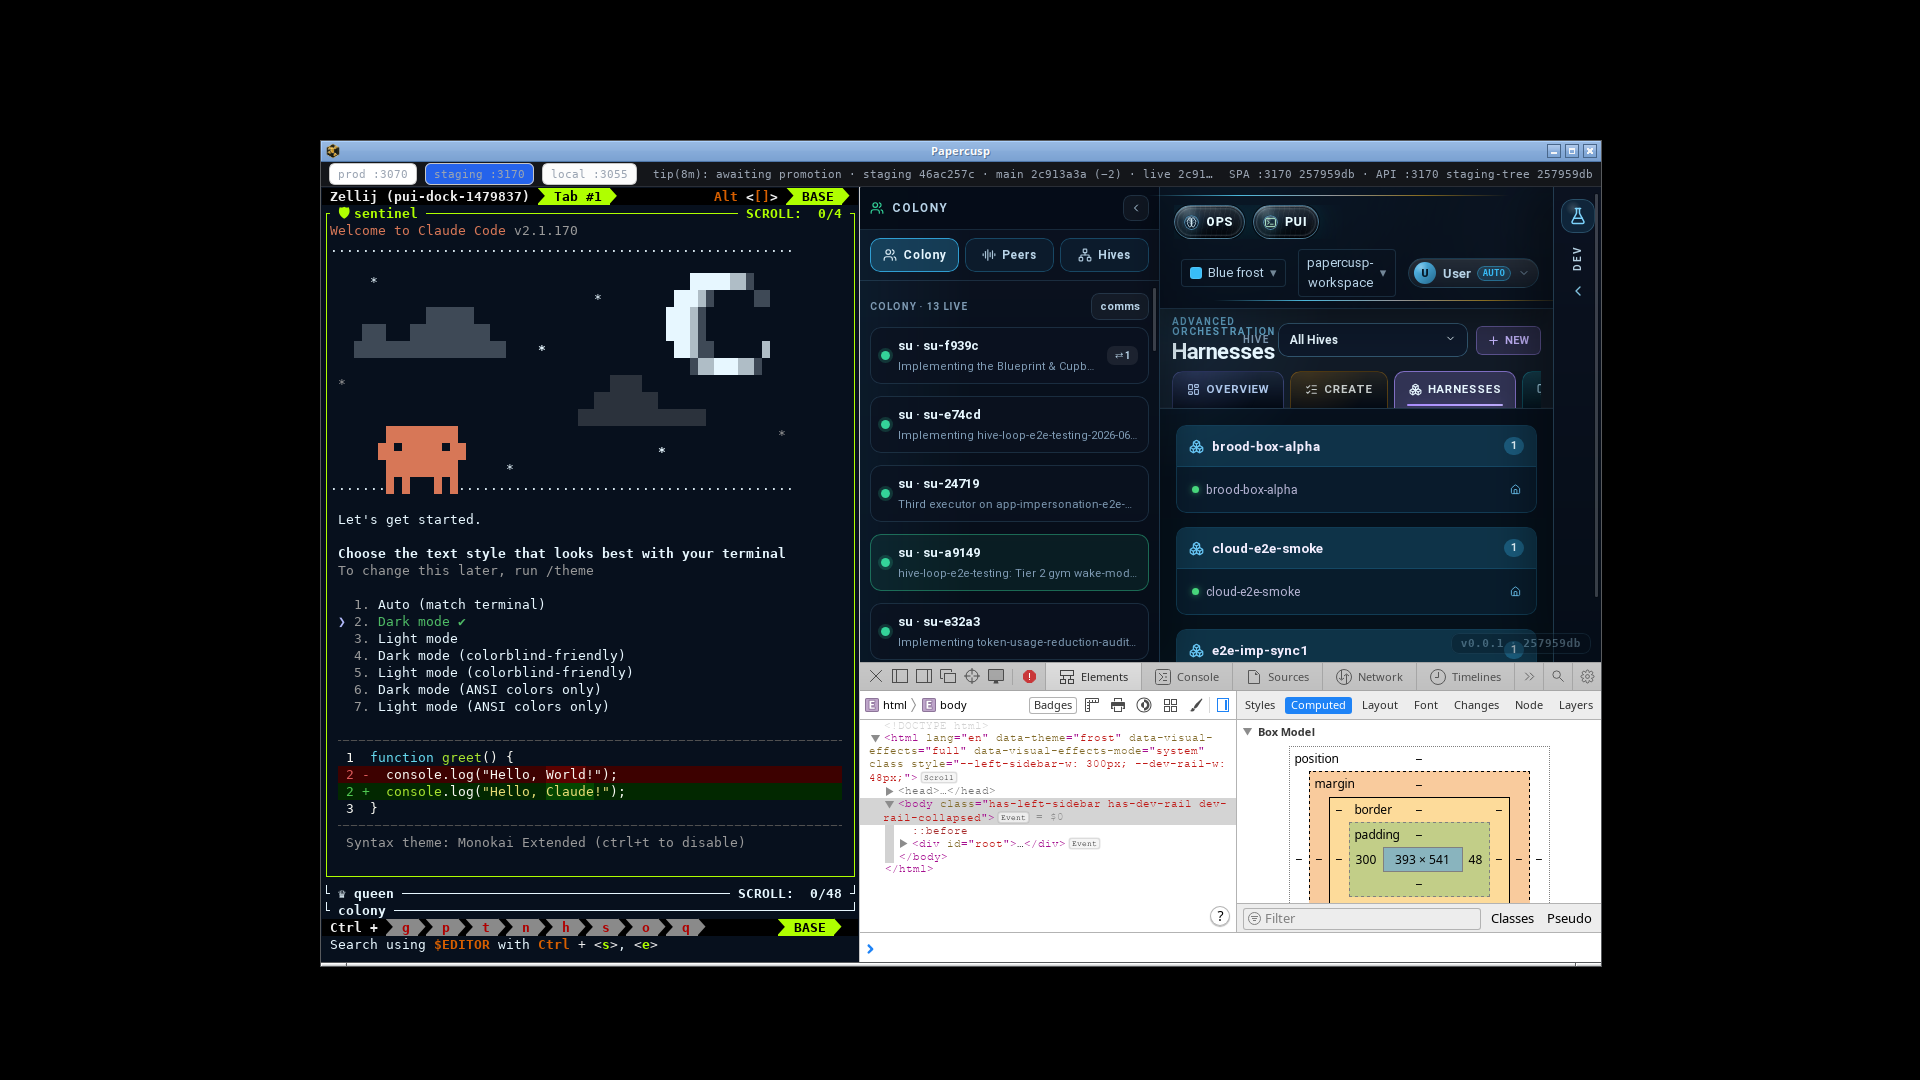 Papercusp
prod :3070 staging :3170 local :3055 tip(8m): awaiting promotion · staging 46ac257c · main 2c913a3a (−2) · live 2c91… SPA :3170 257959db · API :3170 staging-tree 257959db
Zellij (pui-dock-1479837) Tab #1 Alt <[]> BASE
sentinel SCROLL: 0/4
Welcome to Claude Code v2.1.170
Let's get started.
Choose the text style that looks best with your terminal
To change this later, run /theme
1. Auto (match terminal)
❯ 2. Dark mode ✔
3. Light mode
4. Dark mode (colorblind-friendly)
5. Light mode (colorblind-friendly)
6. Dark mode (ANSI colors only)
7. Light mode (ANSI colors only)
1 function greet() {
2 - console.log("Hello, World!");
2 + console.log("Hello, Claude!");
3 }
Syntax theme: Monokai Extended (ctrl+t to disable)
♛ queen SCROLL: 0/48
colony
Ctrl + g p t n h s o q BASE
Search using $EDITOR with Ctrl + <s>, <e>
COLONY
Colony Peers Hives
COLONY · 13 LIVE comms
su · su-f939c
Implementing the Blueprint & Cupb… ⇄1
su · su-e74cd
Implementing hive-loop-e2e-testing-2026-06…
su · su-24719
Third executor on app-impersonation-e2e-…
su · su-a9149
hive-loop-e2e-testing: Tier 2 gym wake-mod…
su · su-e32a3
Implementing token-usage-reduction-audit…
OPS PUI
Blue frost ▾ papercusp-workspace ▾ U User AUTO
ADVANCED ORCHESTRATION
Harnesses
HIVE All Hives + NEW
OVERVIEW CREATE HARNESSES
brood-box-alpha 1
brood-box-alpha
cloud-e2e-smoke 1
cloud-e2e-smoke
e2e-imp-sync1 1
v0.0.1 · 257959db
DEV
Elements Console Sources Network Timelines
E html 〉 E body Badges
<!DOCTYPE html>
<html lang="en" data-theme="frost" data-visual-
effects="full" data-visual-effects-mode="system"
class style="--left-sidebar-w: 300px; --dev-rail-w:
48px;"> Scroll
<head>…</head>
<body class="has-left-sidebar has-dev-rail dev-
rail-collapsed"> Event = $0
::before
<div id="root">…</div> Event
</body>
</html>
?
Styles Computed Layout Font Changes Node Layers
Box Model
position –
margin –
– border – –
padding –
– – – 300 393 × 541 48 – – –
–
Filter Classes Pseudo